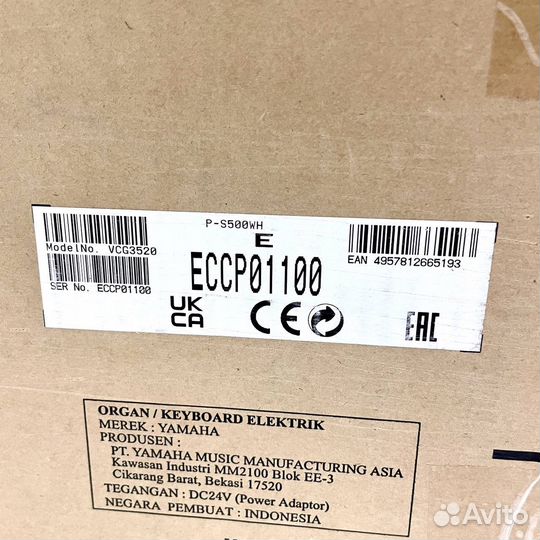 P-S500WH
E
ModelNo. VCG3520
EAN 4957812665193
ECCP01100
SER No. ECCP01100
UK
CA CE EAC
ORGAN / KEYBOARD ELEKTRIK
MEREK : YAMAHA
PRODUSEN :
PT. YAMAHA MUSIC MANUFACTURING ASIA
Kawasan Industri MM2100 Blok EE-3
Cikarang Barat, Bekasi 17520
TEGANGAN : DC24V (Power Adaptor)
NEGARA PEMBUAT : INDONESIA
Avito